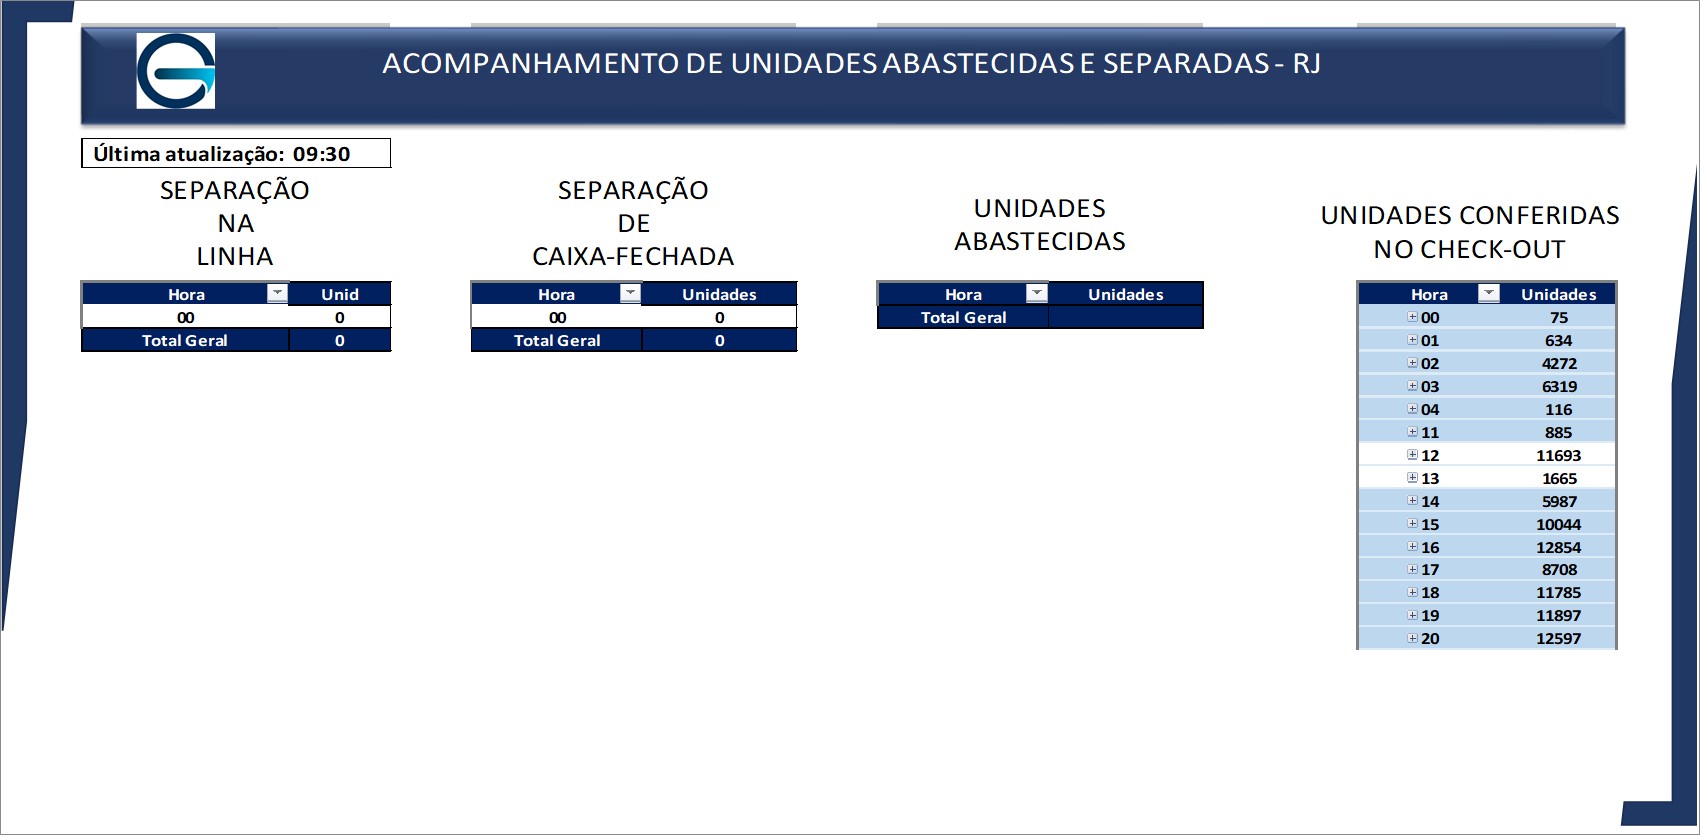 ACOMPANHAMENTO DE UNIDADES ABASTECIDAS E SEPARADAS - RJ
Última atualização: 09:30
SEPARAÇÃO
NA
LINHA
Hora Unid
00 0
Total Geral 0
SEPARAÇÃO
DE
CAIXA-FECHADA
Hora Unidades
00 0
Total Geral 0
UNIDADES
ABASTECIDAS
Hora Unidades
Total Geral
UNIDADES CONFERIDAS
NO CHECK-OUT
Hora Unidades
00 75
01 634
02 4272
03 6319
04 116
11 885
12 11693
13 1665
14 5987
15 10044
16 12854
17 8708
18 11785
19 11897
20 12597